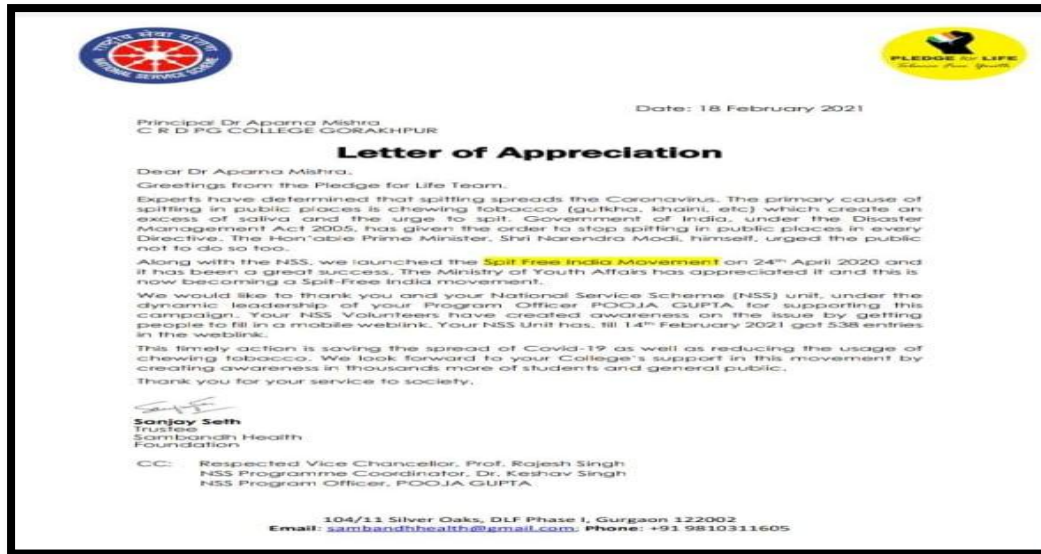 राष्ट्रीय सेवा योजना
NATIONAL SERVICE SCHEME
PLEDGE for LIFE
Tobacco Free Youth
Date: 18 February 2021
Principal Dr Aparna Mishra
C R D PG COLLEGE GORAKHPUR
Letter of Appreciation
Dear Dr Aparna Mishra,
Greetings from the Pledge for Life Team.
Experts have determined that spitting spreads the Coronavirus. The primary cause of
spitting in public places is chewing tobacco (gutkha, khaini, etc) which create an
excess of saliva and the urge to spit. Government of India, under the Disaster
Management Act 2005, has given the order to stop spitting in public places in every
Directive. The Hon'able Prime Minister, Shri Narendra Modi, himself, urged the public
not to do so too.
Along with the NSS, we launched the Spit Free India Movement on 24th April 2020 and
it has been a great success. The Ministry of Youth Affairs has appreciated it and this is
now becoming a Spit-Free India movement.
We would like to thank you and your National Service Scheme (NSS) unit, under the
dynamic leadership of your Program Officer POOJA GUPTA for supporting this
campaign. Your NSS Volunteers have created awareness on the issue by getting
people to fill in a mobile weblink. Your NSS Unit has, till 14th February 2021 got 538 entries
in the weblink.
This timely action is saving the spread of Covid-19 as well as reducing the usage of
chewing tobacco. We look forward to your College's support in this movement by
creating awareness in thousands more of students and general public.
Thank you for your service to society,
Sanjay Seth
Trustee
Sambandh Health
Foundation
CC: Respected Vice Chancellor, Prof. Rajesh Singh
NSS Programme Coordinator, Dr. Keshav Singh
NSS Program Officer, POOJA GUPTA
104/11 Silver Oaks, DLF Phase I, Gurgaon 122002
Email: sambandhhealth@gmail.com; Phone: +91 9810311605